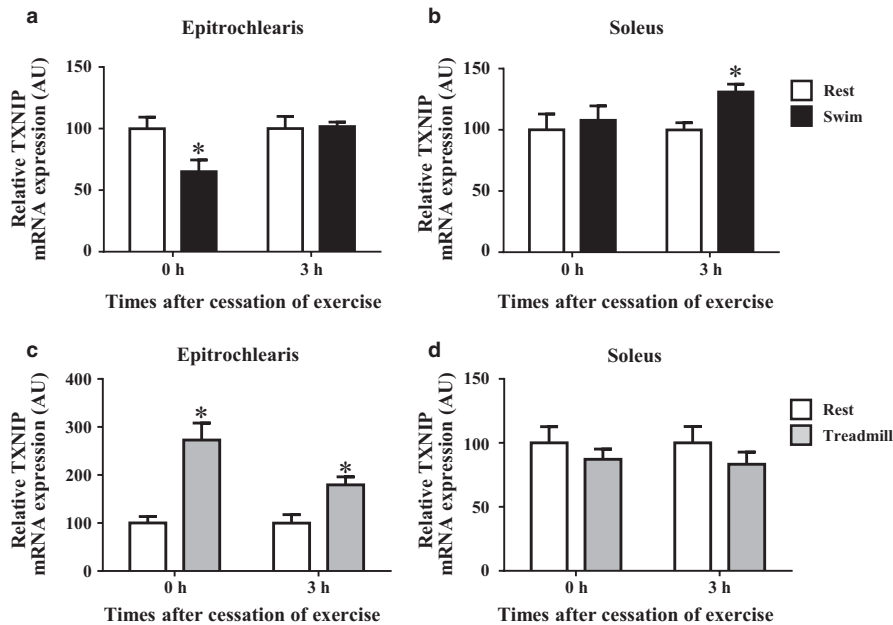 a
Epitrochlearis
Relative TXNIP
mRNA expression (AU)
150
100
50
0
*
0 h
3 h
Times after cessation of exercise
b
Soleus
Relative TXNIP
mRNA expression (AU)
150
100
50
0
*
0 h
3 h
Times after cessation of exercise
Rest
Swim
c
Epitrochlearis
Relative TXNIP
mRNA expression (AU)
400
300
200
100
0
*
*
0 h
3 h
Times after cessation of exercise
d
Soleus
Relative TXNIP
mRNA expression (AU)
150
100
50
0
0 h
3 h
Times after cessation of exercise
Rest
Treadmill